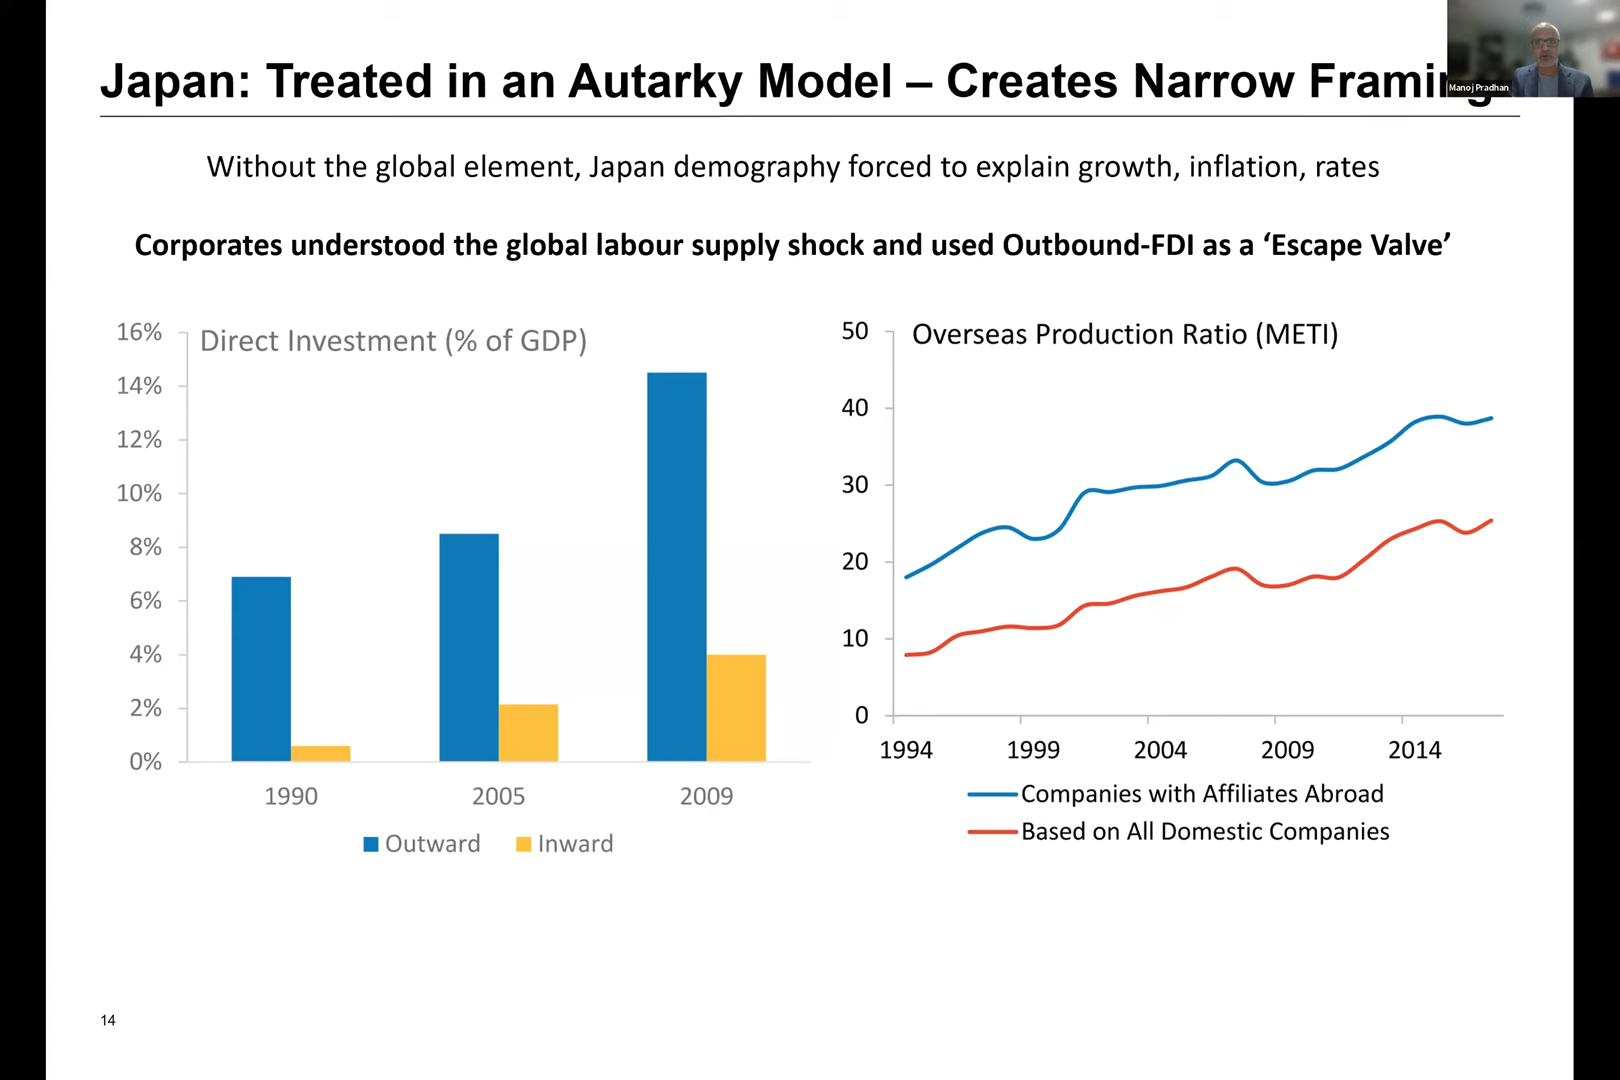 Japan: Treated in an Autarky Model – Creates Narrow Framing
Manoj Pradhan
Without the global element, Japan demography forced to explain growth, inflation, rates
Corporates understood the global labour supply shock and used Outbound-FDI as a ‘Escape Valve’
Direct Investment (% of GDP)
16%
14%
12%
10%
8%
6%
4%
2%
0%
1990 2005 2009
Outward Inward
Overseas Production Ratio (METI)
50
40
30
20
10
0
1994 1999 2004 2009 2014
Companies with Affiliates Abroad
Based on All Domestic Companies
14